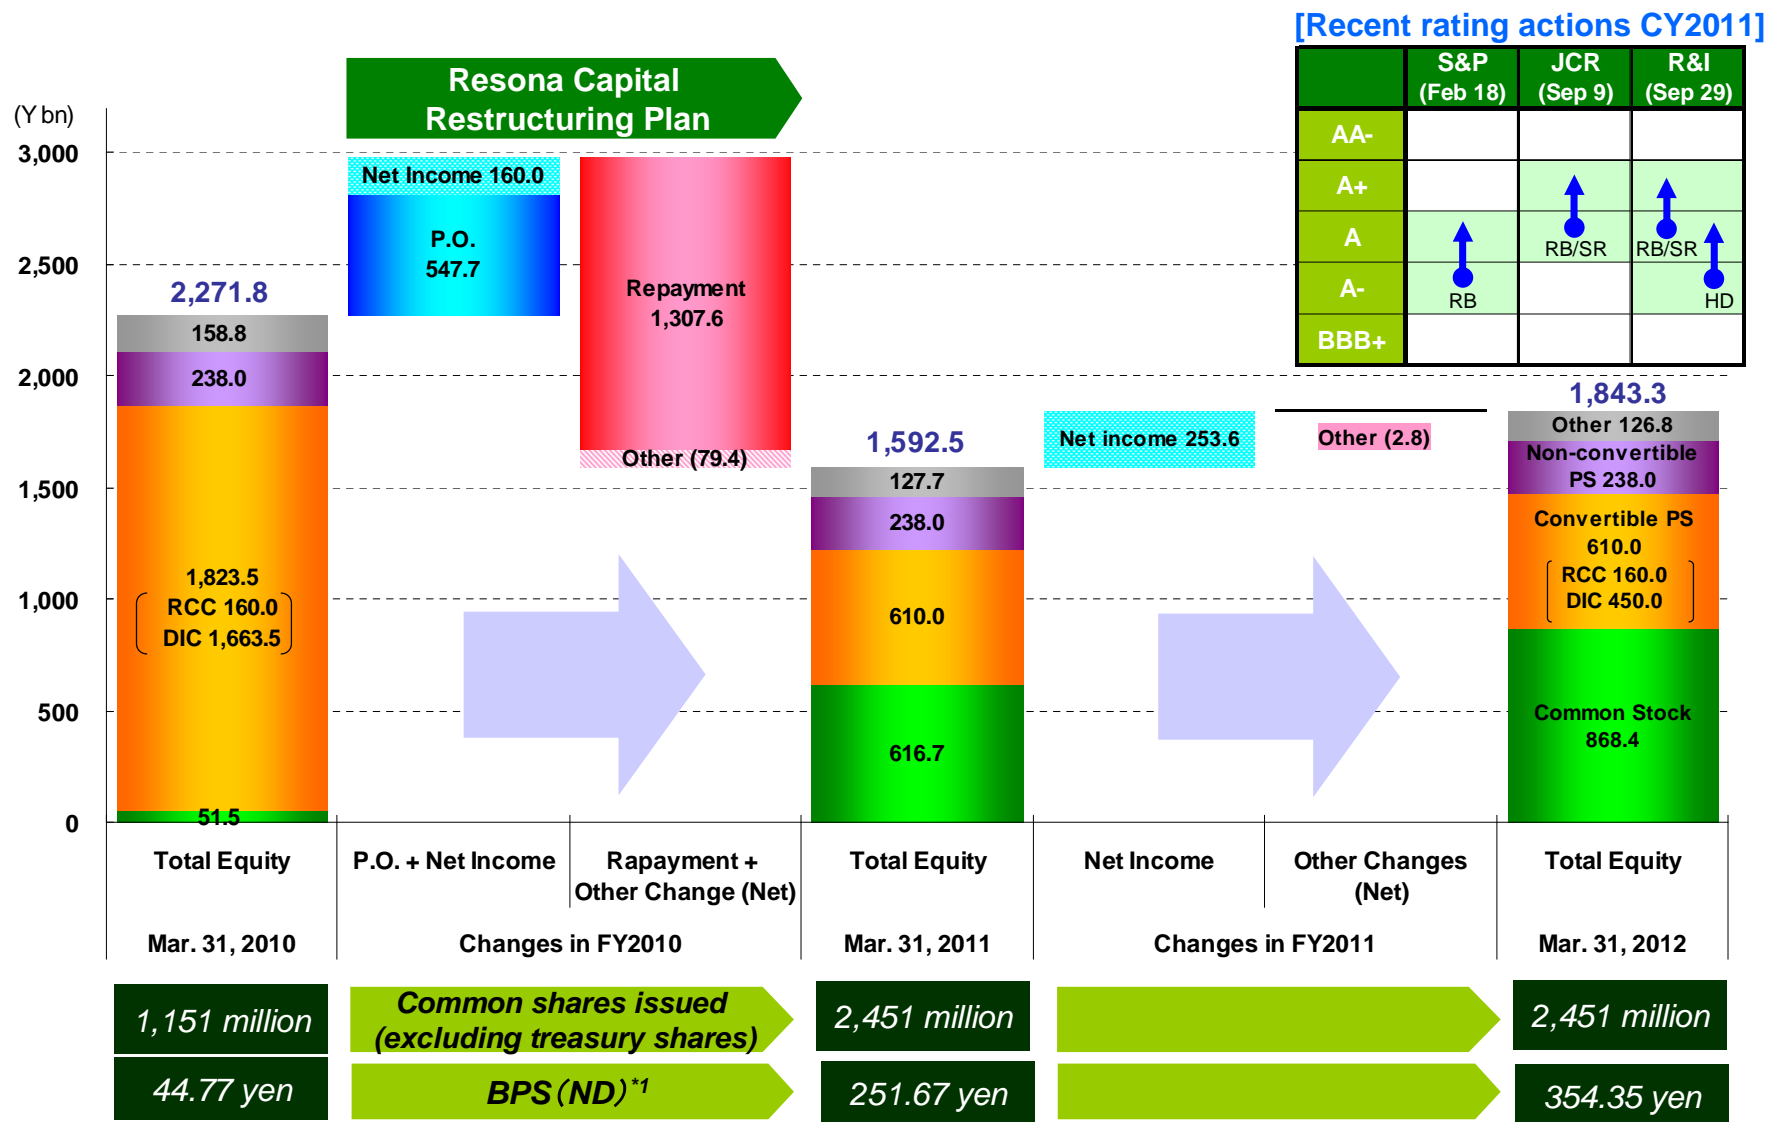 [Recent rating actions CY2011]
S&P JCR R&I
(Feb 18) (Sep 9) (Sep 29)
AA-
A+
A
A-
BBB+
RB/SR
RB/SR
RB
HD
Resona Capital
Restructuring Plan
(Y bn)
3,000
2,500
2,000
1,500
1,000
500
0
2,271.8
158.8
238.0
1,823.5
RCC 160.0
DIC 1,663.5
51.5
Net Income 160.0
P.O.
547.7
Repayment
1,307.6
Other (79.4)
1,592.5
127.7
238.0
610.0
616.7
Net income 253.6
Other (2.8)
1,843.3
Other 126.8
Non-convertible
PS 238.0
Convertible PS
610.0
RCC 160.0
DIC 450.0
Common Stock
868.4
Total Equity
P.O. + Net Income
Rapayment +
Other Change (Net)
Total Equity
Net Income
Other Changes
(Net)
Total Equity
Mar. 31, 2010
Changes in FY2010
Mar. 31, 2011
Changes in FY2011
Mar. 31, 2012
1,151 million
Common shares issued
(excluding treasury shares)
2,451 million
2,451 million
44.77 yen
BPS（ND）*1
251.67 yen
354.35 yen